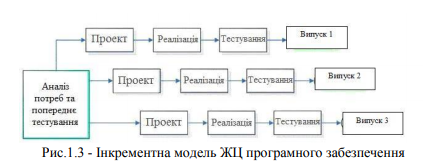 Проект
Реалізація
Тестування
Випуск 1
Проект
Реалізація
Тестування
Випуск 2
Аналіз
потреб та
попереднє
тестування
Проект
Реалізація
Тестування
Випуск 3
Рис.1.3 - Інкрементна модель ЖЦ програмного забезпечення